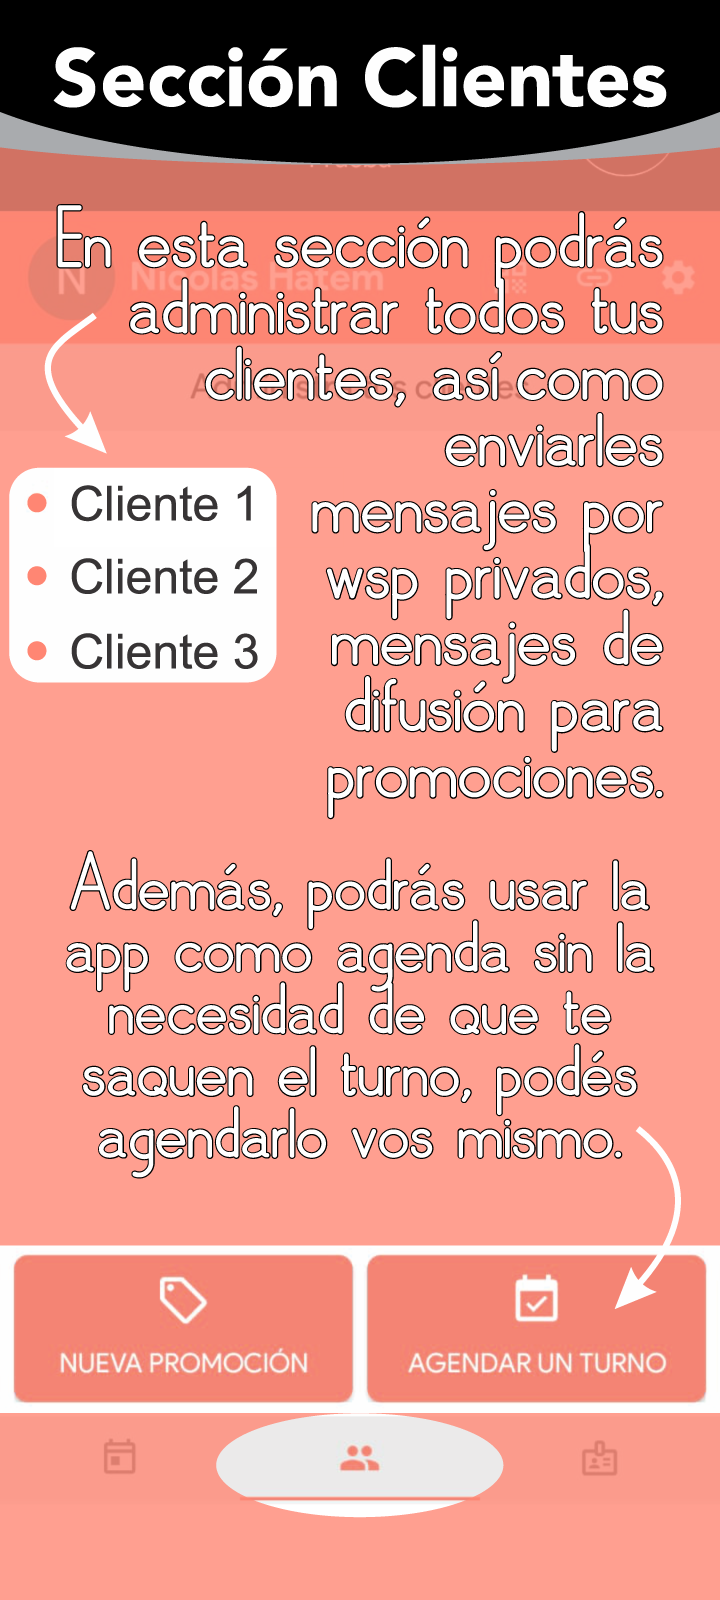 Sección Clientes
Nicolas Hatem
N
En esta sección podrás
administrar todos tus
clientes, así como
enviarles
mensajes por
wsp privados,
mensajes de
difusión para
promociones.
Cliente 1
Cliente 2
Cliente 3
Además, podrás usar la
app como agenda sin la
necesidad de que te
saquen el turno, podés
agendarlo vos mismo.
NUEVA PROMOCIÓN
AGENDAR UN TURNO